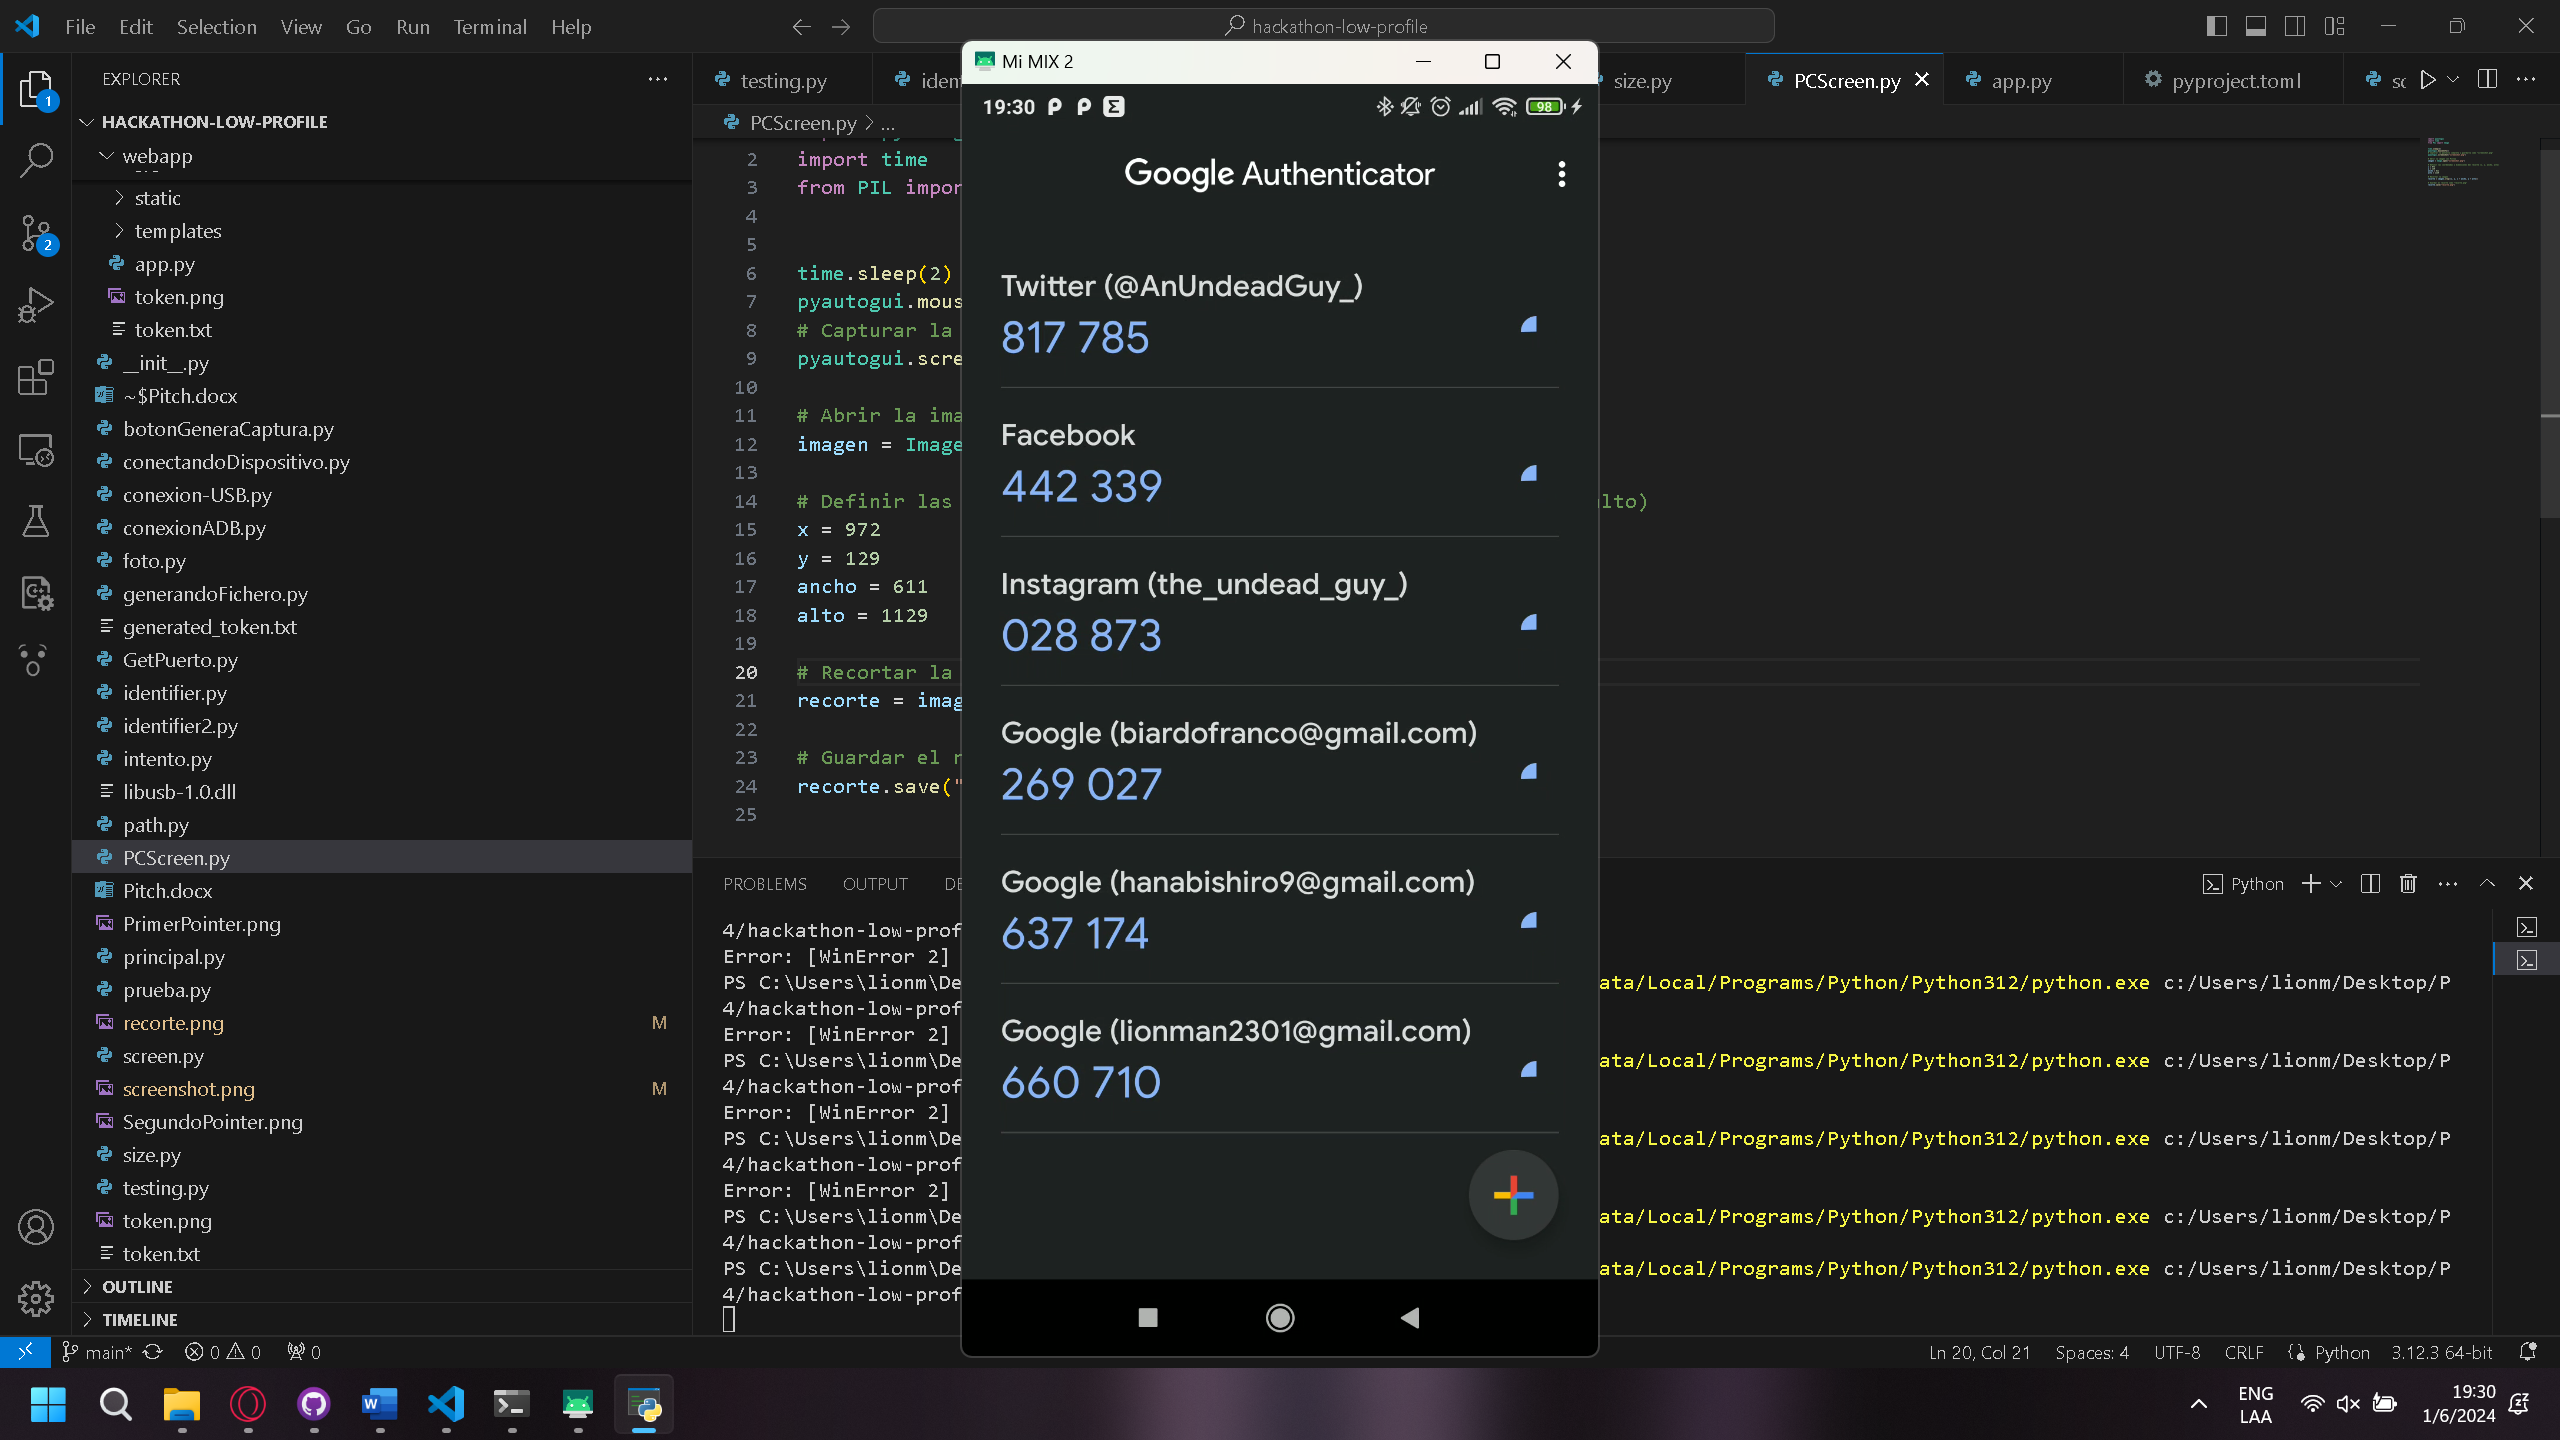 File Edit Selection View Go Run Terminal Help
hackathon-low-profile
EXPLORER
HACKATHON-LOW-PROFILE
webapp
static
templates
app.py
token.png
token.txt
__init__.py
~$Pitch.docx
botonGeneraCaptura.py
conectandoDispositivo.py
conexion-USB.py
conexionADB.py
foto.py
generandoFichero.py
generated_token.txt
GetPuerto.py
identifier.py
identifier2.py
intento.py
libusb-1.0.dll
path.py
PCScreen.py
Pitch.docx
PrimerPointer.png
principal.py
prueba.py
recorte.png M
screen.py
screenshot.png M
SegundoPointer.png
size.py
testing.py
token.png
token.txt
OUTLINE
TIMELINE
testing.py size.py PCScreen.py app.py pyproject.toml
PCScreen.py > ...
2 import time
3 from PIL
4
5
6 time.sleep(2)
7 pyautogui.
8 # Capturar la
9 pyautogui.
10
11 # Abrir la
12 imagen =
13
14 # Definir las
15 x = 972
16 y = 129
17 ancho = 611
18 alto = 1129
19
20 # Recortar la
21 recorte =
22
23 # Guardar el
24 recorte.save("
25
Mi MIX 2
19:30
98
Google Authenticator
Twitter (@AnUndeadGuy_)
817 785
Facebook
442 339
Instagram (the_undead_guy_)
028 873
Google (biardofranco@gmail.com)
269 027
Google (hanabishiro9@gmail.com)
637 174
Google (lionman2301@gmail.com)
660 710
PROBLEMS OUTPUT
Python
4/hackathon-low-prof
Error: [WinError 2]
PS C:\Users\lionm\De ata/Local/Programs/Python/Python312/python.exe c:/Users/lionm/Desktop/P
4/hackathon-low-prof
Error: [WinError 2]
PS C:\Users\lionm\De ata/Local/Programs/Python/Python312/python.exe c:/Users/lionm/Desktop/P
4/hackathon-low-prof
Error: [WinError 2]
PS C:\Users\lionm\De ata/Local/Programs/Python/Python312/python.exe c:/Users/lionm/Desktop/P
4/hackathon-low-prof
Error: [WinError 2]
PS C:\Users\lionm\De ata/Local/Programs/Python/Python312/python.exe c:/Users/lionm/Desktop/P
4/hackathon-low-prof
PS C:\Users\lionm\De ata/Local/Programs/Python/Python312/python.exe c:/Users/lionm/Desktop/P
4/hackathon-low-prof
main* 0 0 0 Ln 20, Col 21 Spaces: 4 UTF-8 CRLF Python 3.12.3 64-bit
ENG
LAA
19:30
1/6/2024